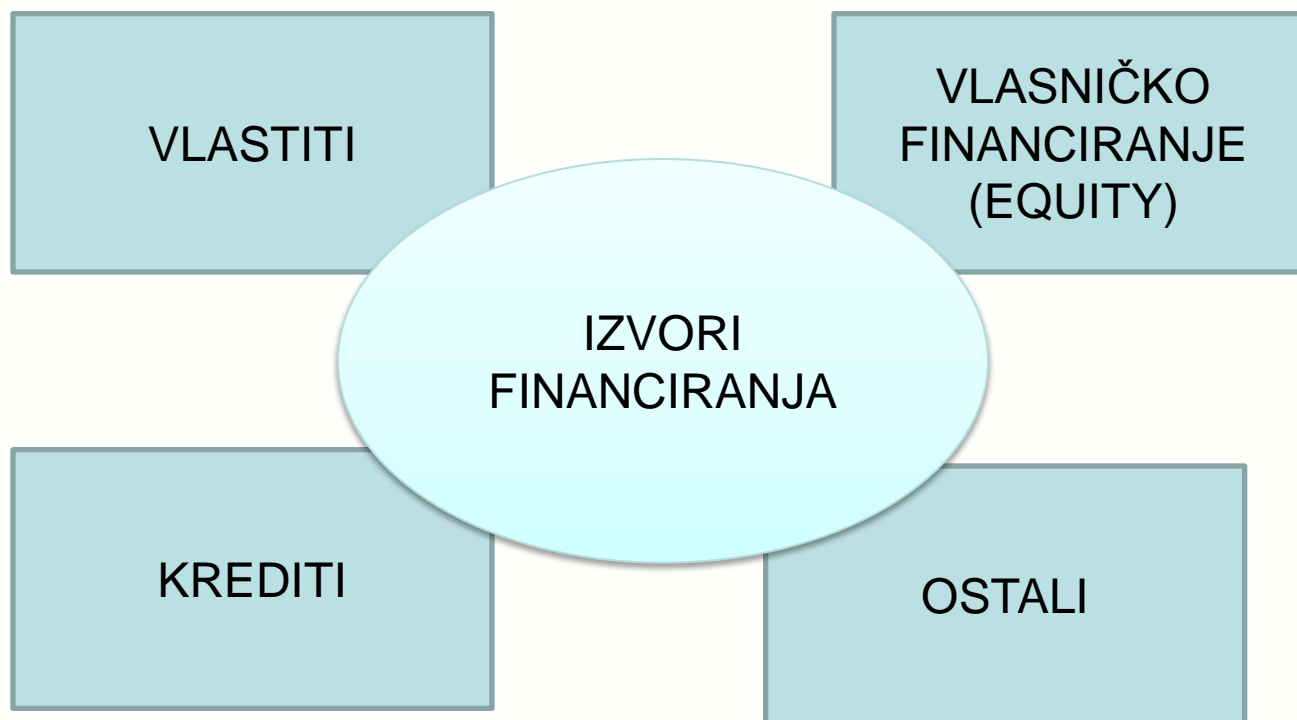 VLASTITI
VLASNIČKO
FINANCIRANJE
(EQUITY)
IZVORI
FINANCIRANJA
KREDITI
OSTALI